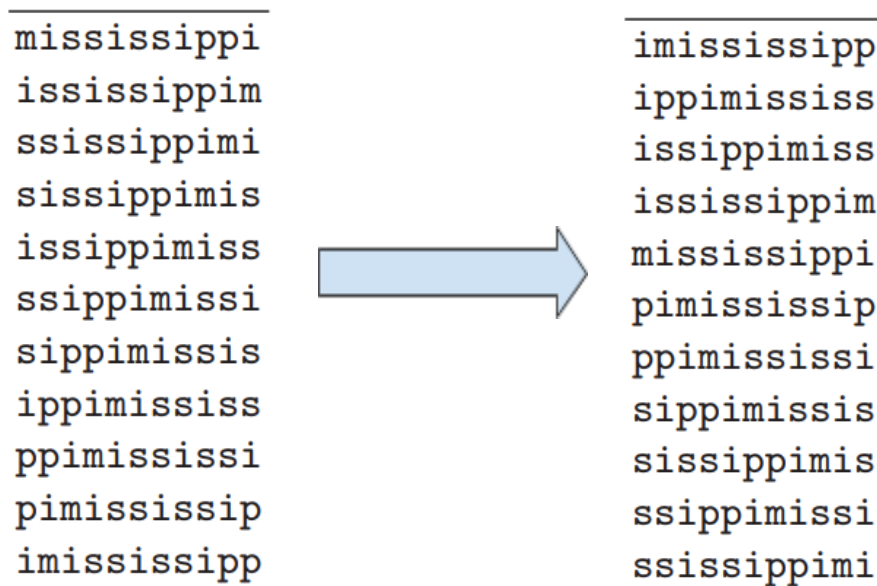 mississippi
ississippim
ssissippimi
sissippimis
issippimiss
ssippimissi
sippimissis
ippimississ
ppimississi
pimississip
imississipp
imississipp
ippimississ
issippimiss
ississippim
mississippi
pimississip
ppimississi
sippimissis
sissippimis
ssippimissi
ssissippimi